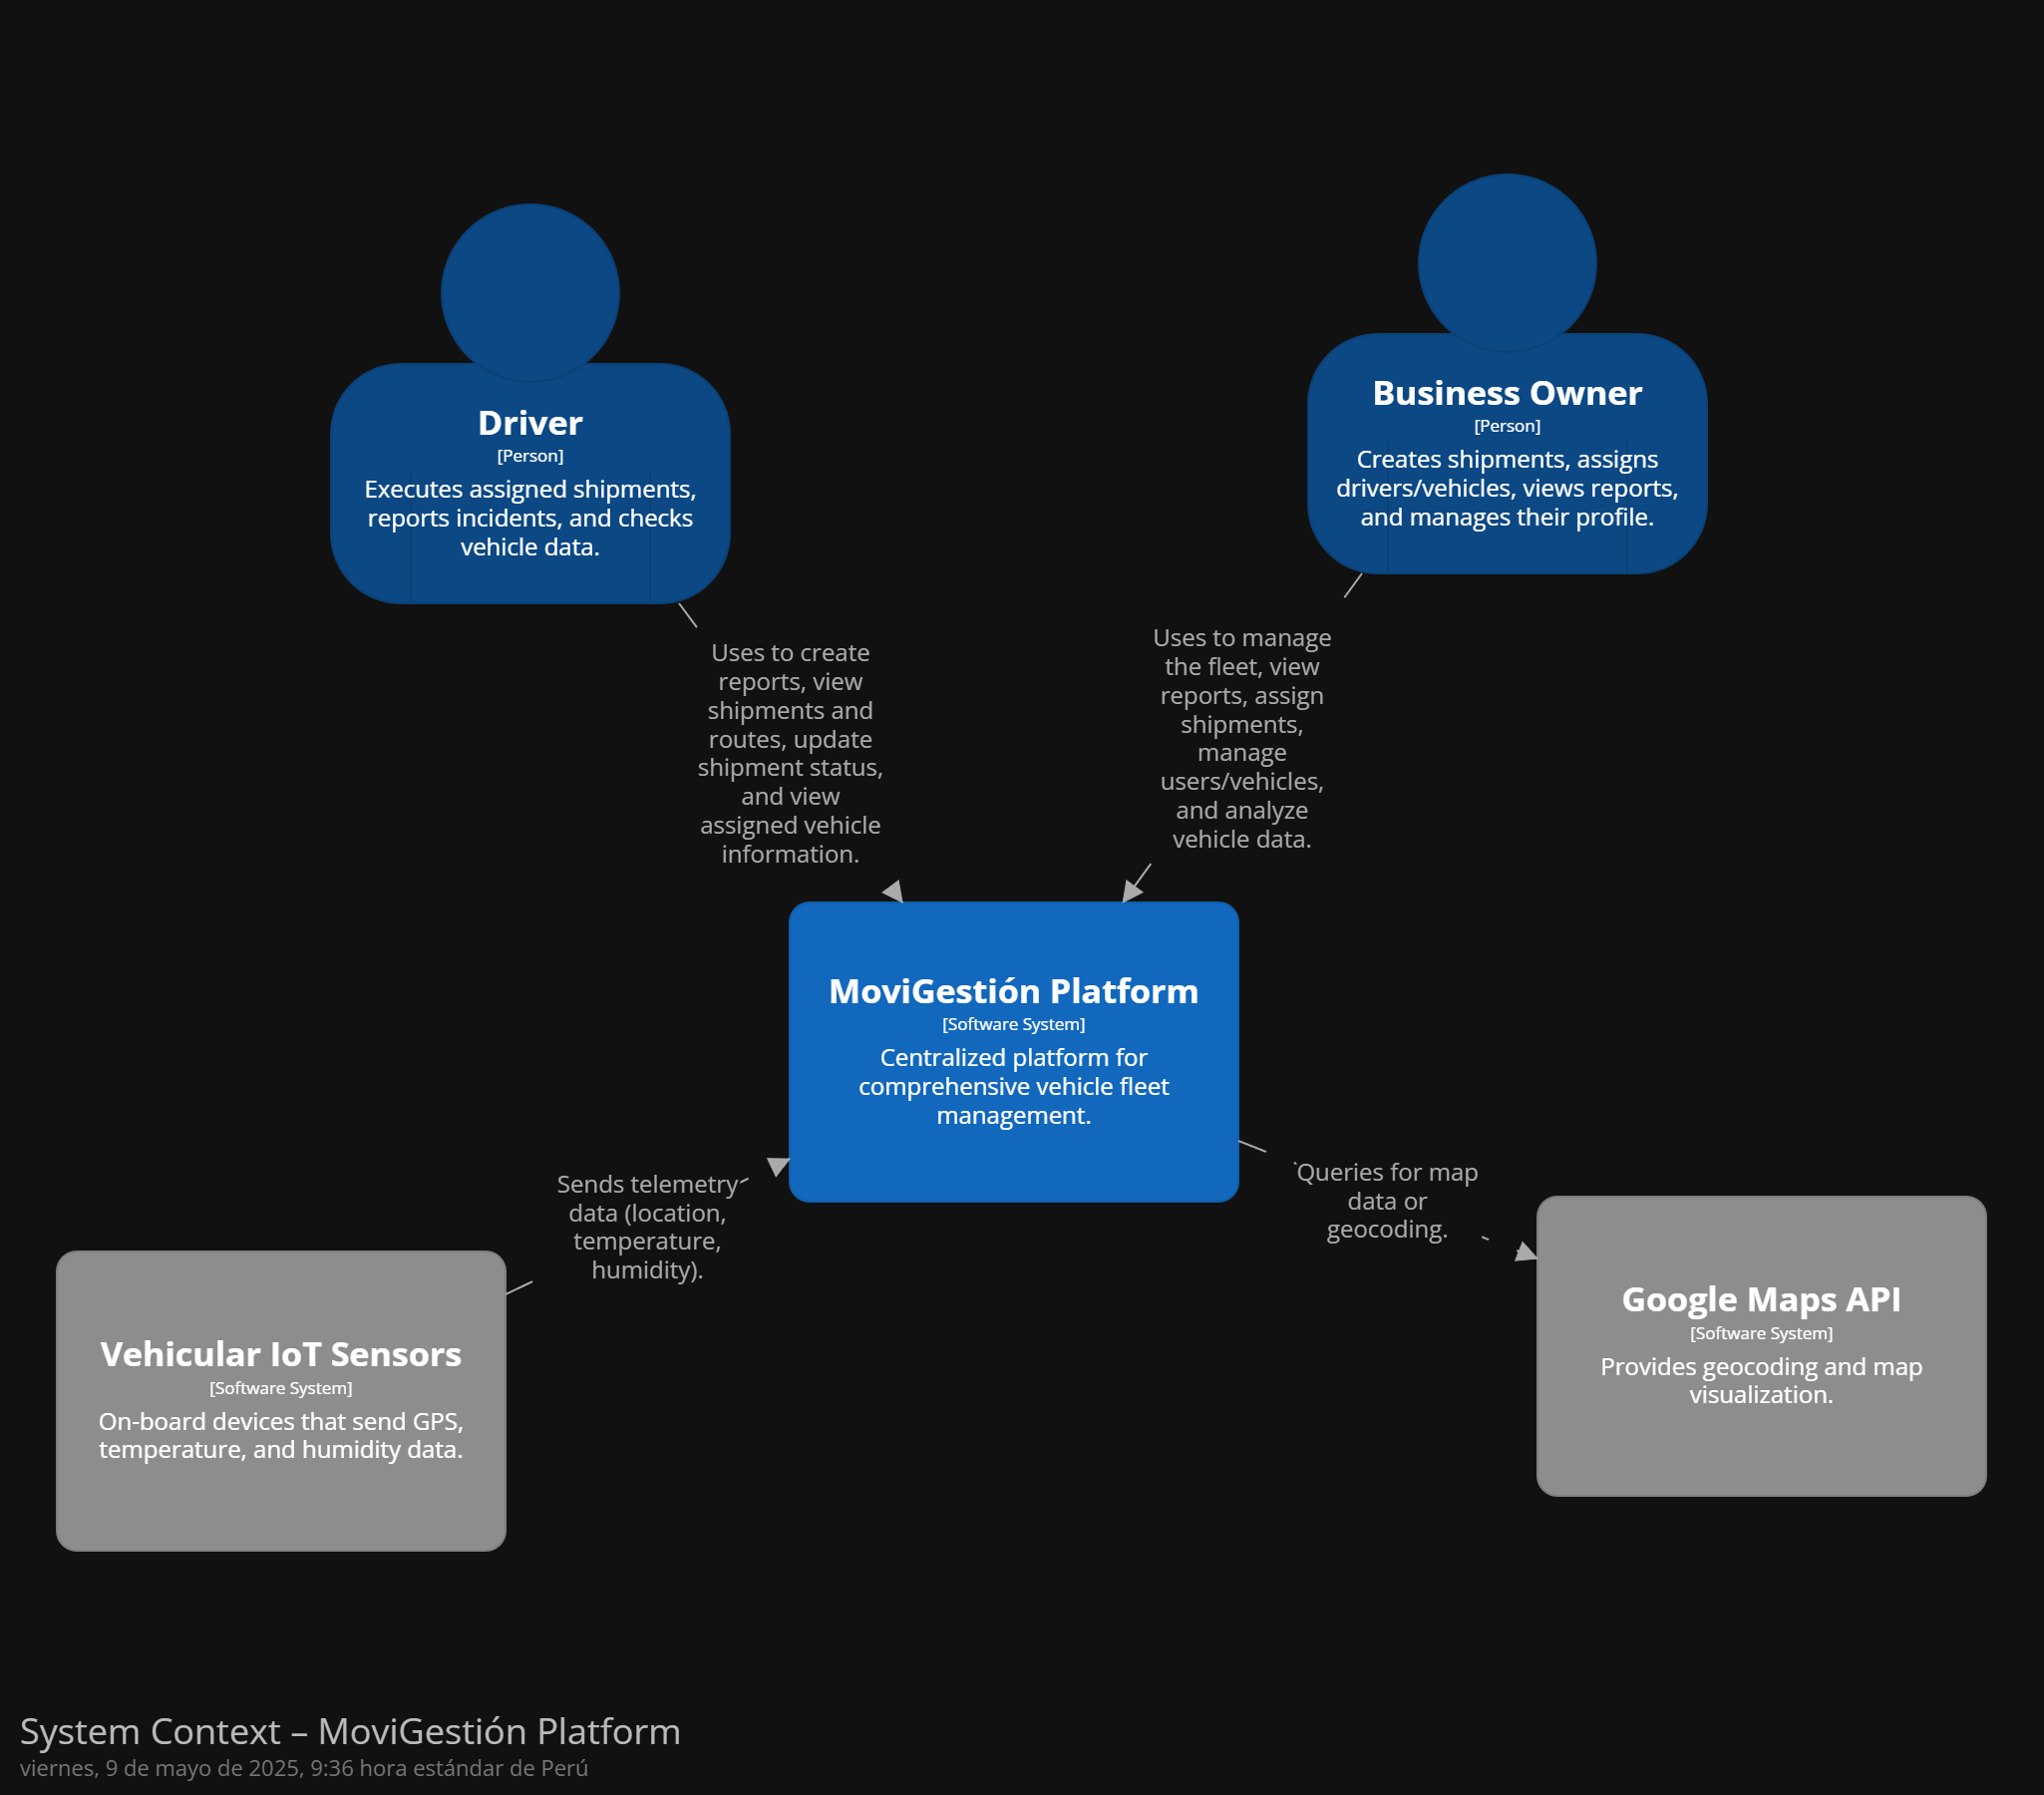 Driver
[Person]
Executes assigned shipments,
reports incidents, and checks
vehicle data.
Business Owner
[Person]
Creates shipments, assigns
drivers/vehicles, views reports,
and manages their profile.
Uses to create
reports, view
shipments and
routes, update
shipment status,
and view
assigned vehicle
information.
Uses to manage
the fleet, view
reports, assign
shipments,
manage
users/vehicles,
and analyze
vehicle data.
MoviGestión Platform
[Software System]
Centralized platform for
comprehensive vehicle fleet
management.
Sends telemetry
data (location,
temperature,
humidity).
Queries for map
data or
geocoding.
Vehicular IoT Sensors
[Software System]
On-board devices that send GPS,
temperature, and humidity data.
Google Maps API
[Software System]
Provides geocoding and map
visualization.
System Context – MoviGestión Platform
viernes, 9 de mayo de 2025, 9:36 hora estándar de Perú